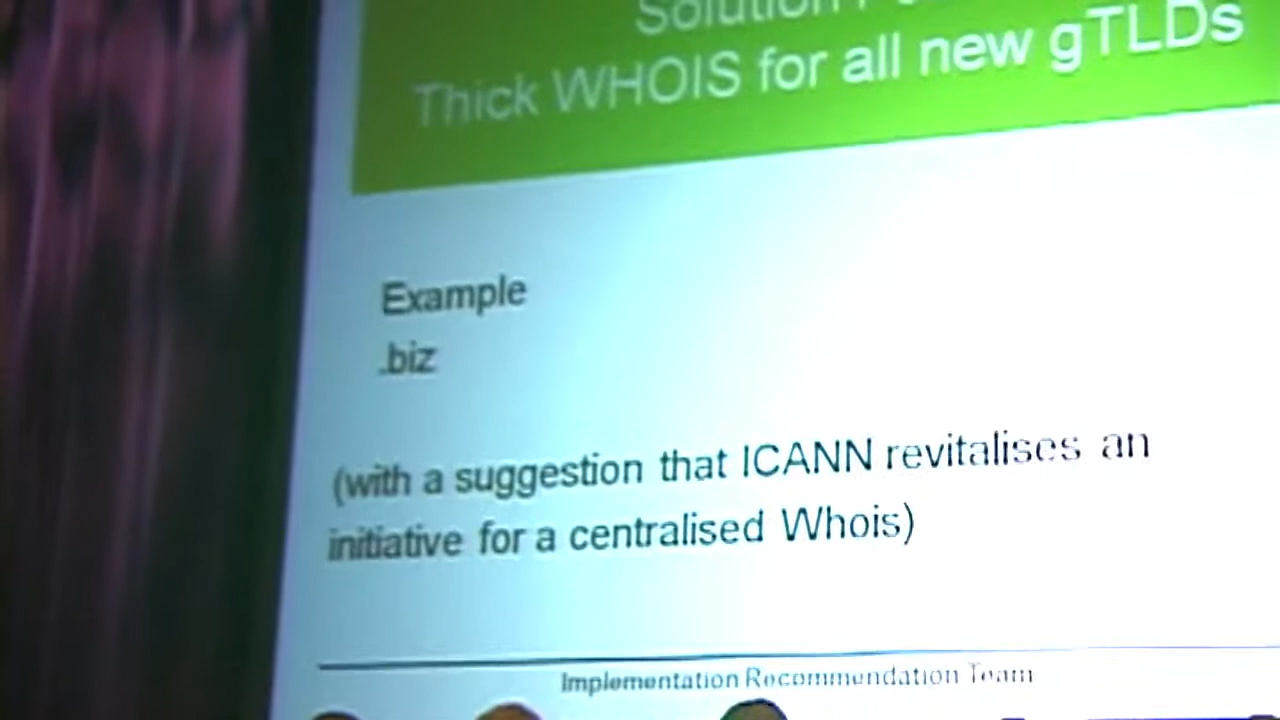 Solution
Thick WHOIS for all new gTLDs
Example
.biz
(with a suggestion that ICANN revitalises an
initiative for a centralised Whois)
Implementation Recommendation Team